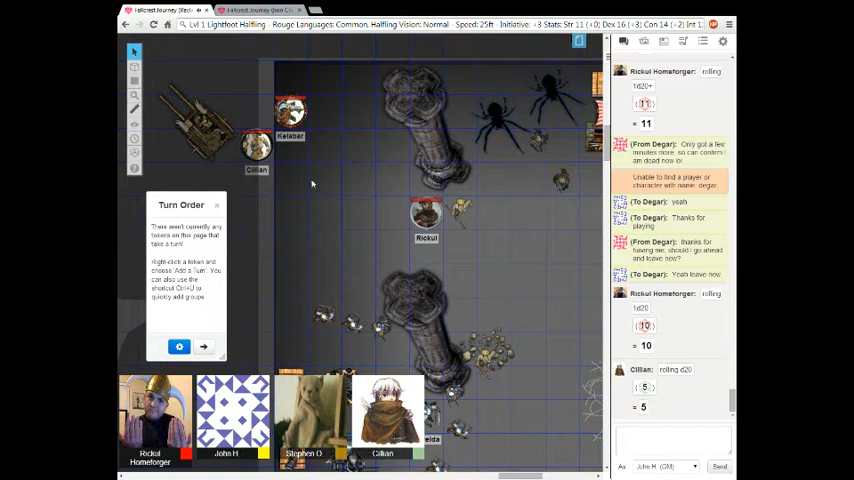 Fallcrest Journey (Rec
Fallcrest Journey (Iron C
Lvl 1 Lightfoot Halfling - Rouge Languages: Common, Halfling Vision: Normal - Speed: 25ft - Initiative: +3 Stats: Str 11 (+0) Dex 16 (+3) Con 14 (+2) Int 1
Kelabar
Cillian
Rickul
Turn Order
There aren't currently any
tokens on this page that
take a turn!
Right-click a token and
choose 'Add a Turn'. You
can also use the
shortcut Ctrl+U to
quickly add groups.
Rickul
Homeforger
John H.
Stephen O
Cillian
elda
Rickul Homeforger: rolling
1d20+
11
= 11
(From Degar): Only got a few
minutes more, so can confirm I
am dead now lol
Unable to find a player or
character with name: degar,
(To Degar): yeah
(To Degar): Thanks for
playing
(From Degar): thanks for
having me, should i go ahead
and leave now?
(To Degar): Yeah leave now
Rickul Homeforger: rolling
1d20
10
= 10
Cillian: rolling d20
(5)
= 5
As: John H. (GM)
Send